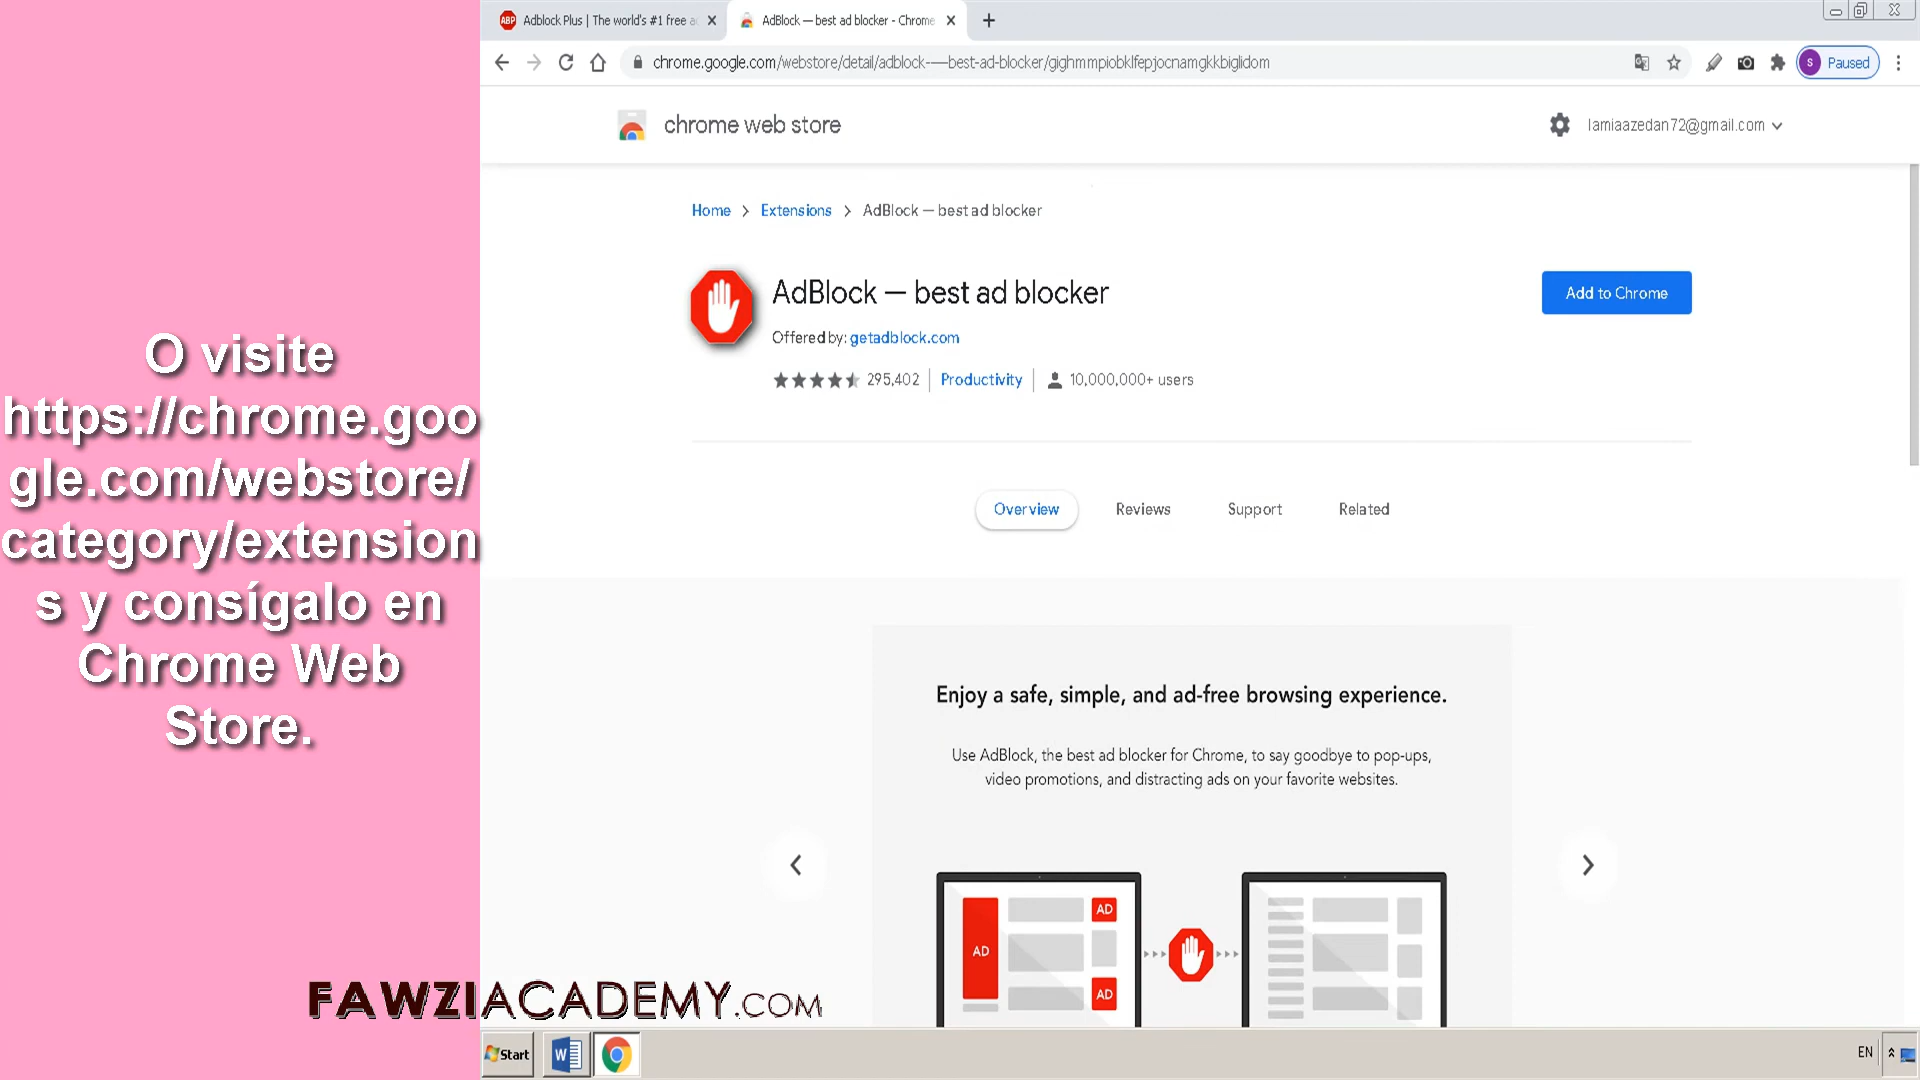 O visite
https://chrome.goo
gle.com/webstore/
category/extension
s y consígalo en
Chrome Web
Store.
FAWZIACADEMY.COM
Adblock Plus | The world's #1 free a
AdBlock — best ad blocker - Chrome
chrome.google.com/webstore/detail/adblock-—-best-ad-blocker/gighmmpiobklfepjocnamgkkbiglidom
S Paused
chrome web store
lamiaazedan72@gmail.com
Home > Extensions > AdBlock — best ad blocker
AdBlock — best ad blocker
Add to Chrome
Offered by: getadblock.com
295,402 | Productivity | 10,000,000+ users
Overview Reviews Support Related
Enjoy a safe, simple, and ad-free browsing experience.
Use AdBlock, the best ad blocker for Chrome, to say goodbye to pop-ups,
video promotions, and distracting ads on your favorite websites.
AD
AD
AD
Start
EN